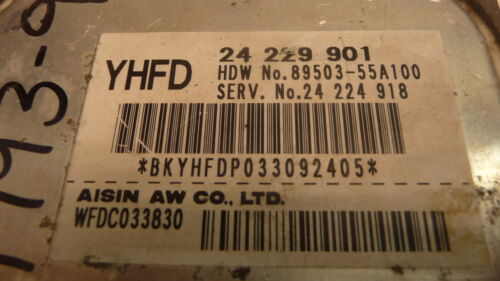 YHFD
24 229 901
HDW No.89503-55A100
SERV. No.24 224 918
*BKYHFDP033092405*
AISIN AW CO., LTD.
WFDC033830